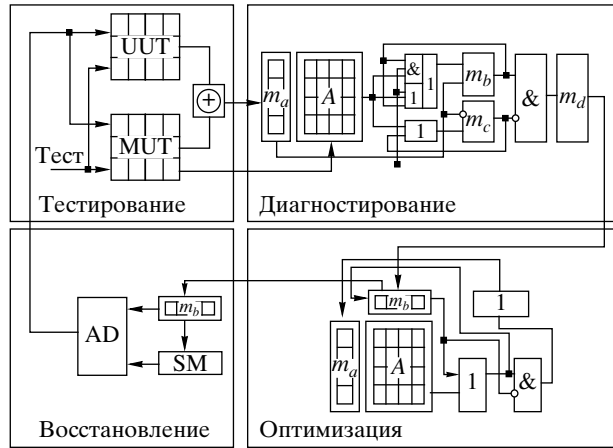 UUT
MUT
Тест
+
Тестирование
m_a
A
&
1
1
1
m_b
m_c
&
m_d
Диагностирование
AD
m_b
SM
Восстановление
m_b
1
m_a
A
1
&
Оптимизация